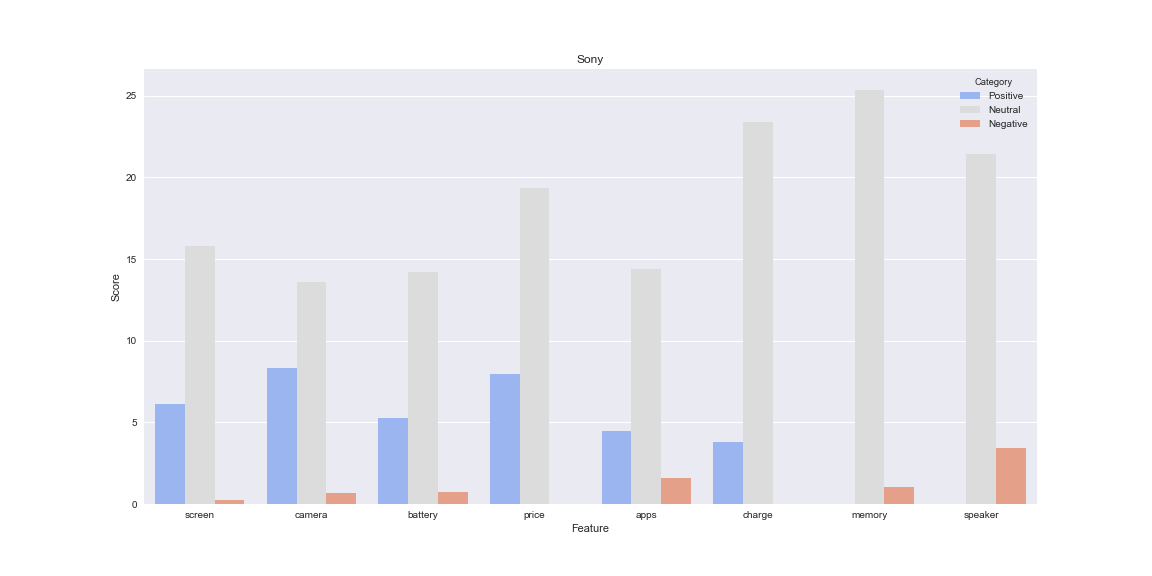 Sony
Category
Positive
Neutral
Negative
25
20
15
10
5
0
Score
screen camera battery price apps charge memory speaker
Feature